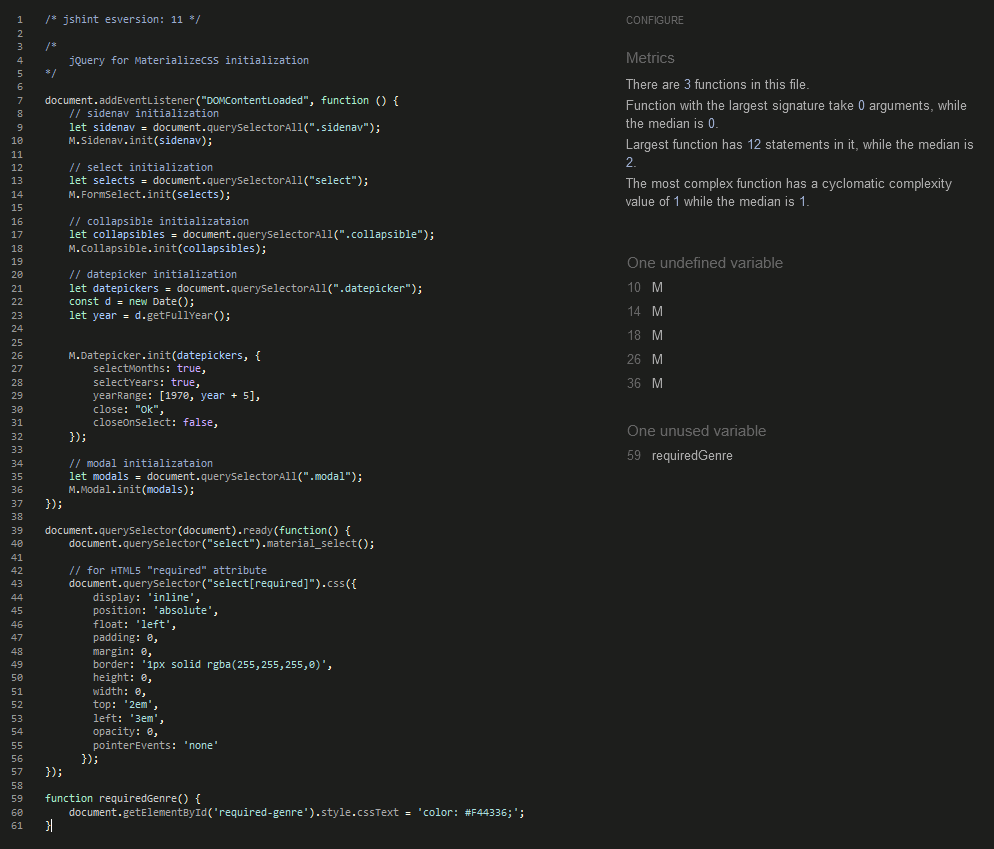 1 /* jshint esversion: 11 */
2
3 /*
4 jQuery for MaterializeCSS initialization
5 */
6
7 document.addEventListener("DOMContentLoaded", function () {
8 // sidenav initialization
9 let sidenav = document.querySelectorAll(".sidenav");
10 M.Sidenav.init(sidenav);
11
12 // select initialization
13 let selects = document.querySelectorAll("select");
14 M.FormSelect.init(selects);
15
16 // collapsible initializataion
17 let collapsibles = document.querySelectorAll(".collapsible");
18 M.Collapsible.init(collapsibles);
19
20 // datepicker initialization
21 let datepickers = document.querySelectorAll(".datepicker");
22 const d = new Date();
23 let year = d.getFullYear();
24
25
26 M.Datepicker.init(datepickers, {
27 selectMonths: true,
28 selectYears: true,
29 yearRange: [1970, year + 5],
30 close: "Ok",
31 closeOnSelect: false,
32 });
33
34 // modal initializataion
35 let modals = document.querySelectorAll(".modal");
36 M.Modal.init(modals);
37 });
38
39 document.querySelector(document).ready(function() {
40 document.querySelector("select").material_select();
41
42 // for HTML5 "required" attribute
43 document.querySelector("select[required]").css({
44 display: 'inline',
45 position: 'absolute',
46 float: 'left',
47 padding: 0,
48 margin: 0,
49 border: '1px solid rgba(255,255,255,0)',
50 height: 0,
51 width: 0,
52 top: '2em',
53 left: '3em',
54 opacity: 0,
55 pointerEvents: 'none'
56 });
57 });
58
59 function requiredGenre() {
60 document.getElementById('required-genre').style.cssText = 'color: #F44336;';
61 }
CONFIGURE
Metrics
There are 3 functions in this file.
Function with the largest signature take 0 arguments, while
the median is 0.
Largest function has 12 statements in it, while the median is
2.
The most complex function has a cyclomatic complexity
value of 1 while the median is 1.
One undefined variable
10 M
14 M
18 M
26 M
36 M
One unused variable
59 requiredGenre